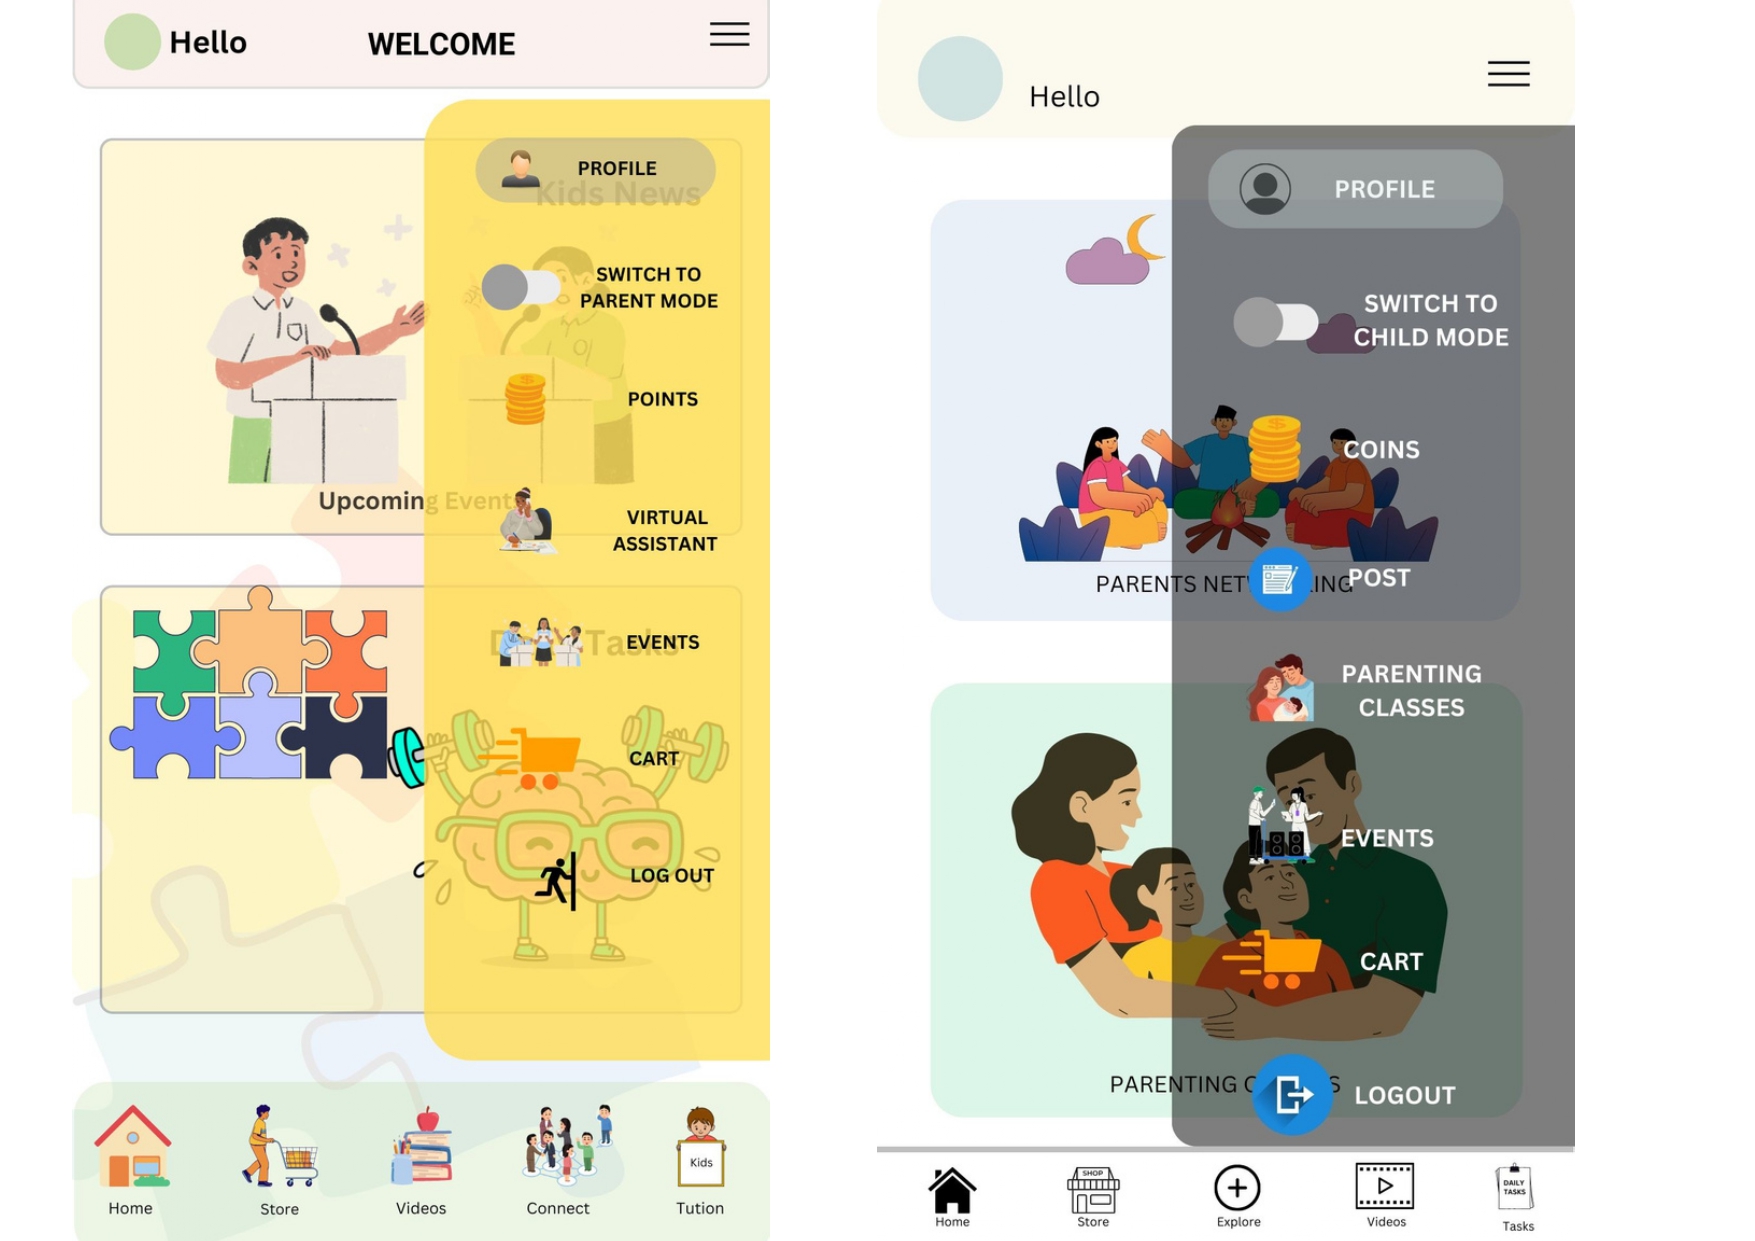 Hello
WELCOME
PROFILE
Kids News
SWITCH TO
PARENT MODE
POINTS
Upcoming Event
VIRTUAL
ASSISTANT
EVENTS
Tasks
CART
LOG OUT
Kids
Home
Store
Videos
Connect
Tution
Hello
PROFILE
SWITCH TO
CHILD MODE
COINS
POST
PARENTS NET ING
PARENTING
CLASSES
EVENTS
CART
PARENTING
LOGOUT
SHOP
DAILY
TASKS
Home
Store
Explore
Videos
Tasks